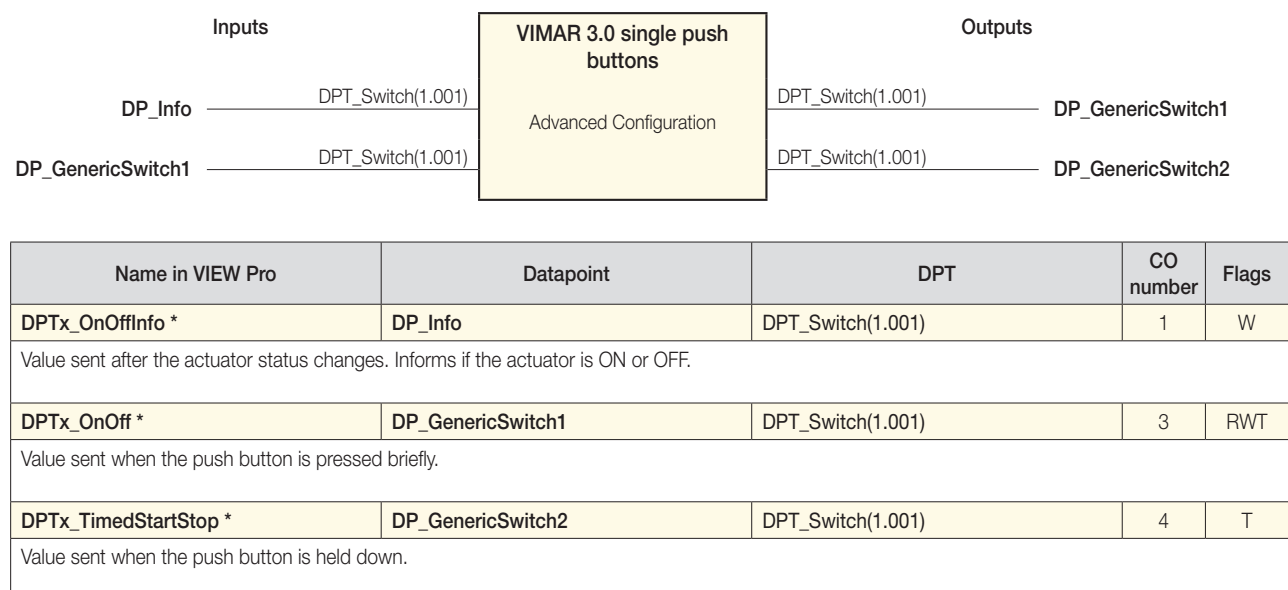 Inputs
VIMAR 3.0 single push
buttons
Outputs
DP_Info
DPT_Switch(1.001)
Advanced Configuration
DPT_Switch(1.001)
DP_GenericSwitch1
DP_GenericSwitch1
DPT_Switch(1.001)
DPT_Switch(1.001)
DP_GenericSwitch2
Name in VIEW Pro Datapoint DPT CO number Flags
DPTx_OnOffInfo * DP_Info DPT_Switch(1.001) 1 W
Value sent after the actuator status changes. Informs if the actuator is ON or OFF.
DPTx_OnOff * DP_GenericSwitch1 DPT_Switch(1.001) 3 RWT
Value sent when the push button is pressed briefly.
DPTx_TimedStartStop * DP_GenericSwitch2 DPT_Switch(1.001) 4 T
Value sent when the push button is held down.